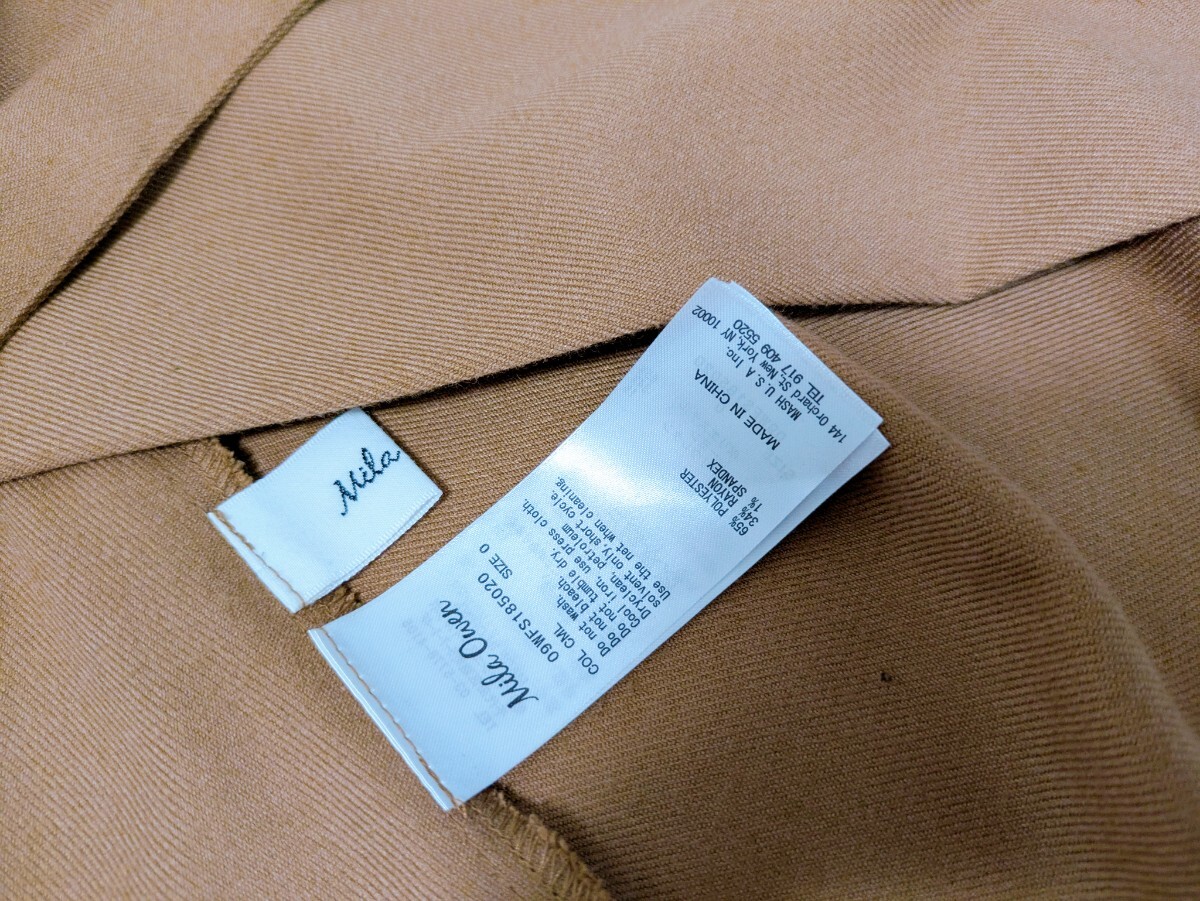 Mila
Mila Owen
09WFS185020
COL CML SIZE 0
Do not wash.
Do not bleach.
Do not tumble dry.
Cool iron, use press cloth.
Dryclean, petroleum
solvent only, short cycle.
Use the net when cleaning.
65% POLYESTER
34% RAYON
1% SPANDEX
MADE IN CHINA
MASH U.S.A Inc.
144 Orchard St, New York, NY 10002
TEL 917 409 5520